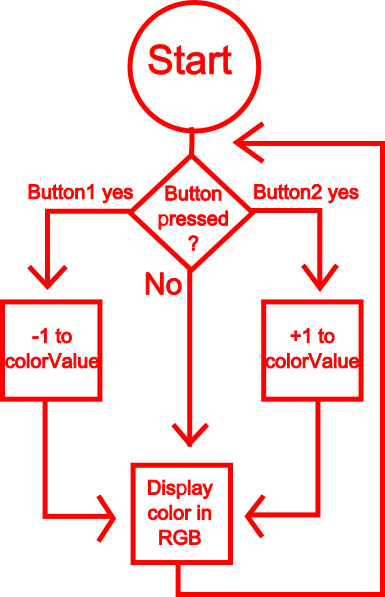 Start
Button1 yes
Button
pressed
?
Button2 yes
No
-1 to
colorValue
+1 to
colorValue
Display
color in
RGB